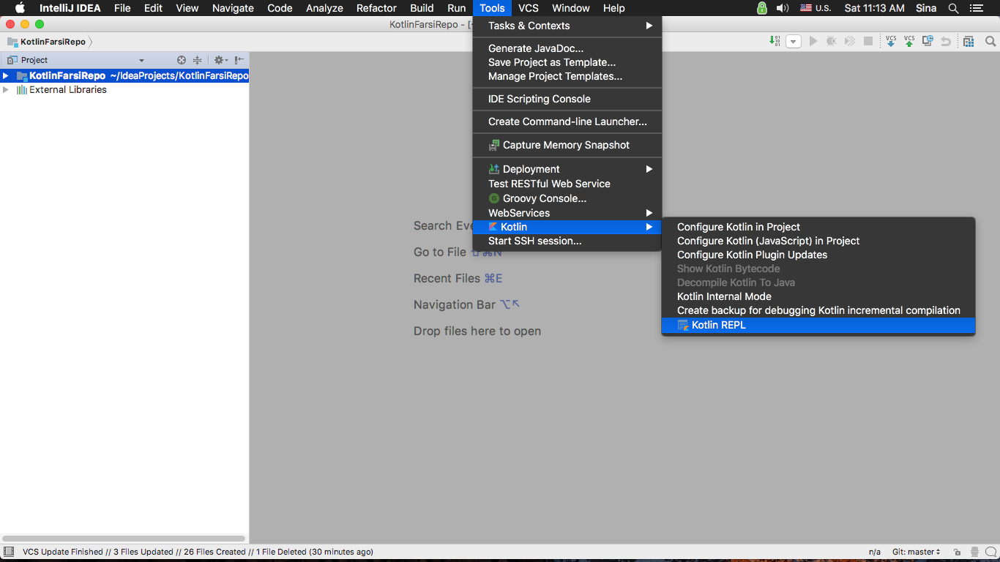 IntelliJ IDEA File Edit View Navigate Code Analyze Refactor Build Run Tools VCS Window Help U.S. Sat 11:13 AM Sina
KotlinFarsiRepo - [
KotlinFarsiRepo
VCS VCS
Project
KotlinFarsiRepo ~/IdeaProjects/KotlinFarsiRepo
External Libraries
Tasks & Contexts
Generate JavaDoc...
Save Project as Template...
Manage Project Templates...
IDE Scripting Console
Create Command-line Launcher...
Capture Memory Snapshot
Deployment
Test RESTful Web Service
G Groovy Console...
WebServices
Kotlin
Start SSH session...
Configure Kotlin in Project
Configure Kotlin (JavaScript) in Project
Configure Kotlin Plugin Updates
Show Kotlin Bytecode
Decompile Kotlin To Java
Kotlin Internal Mode
Create backup for debugging Kotlin incremental compilation
Kotlin REPL
Search Eve
Go to File ⇧⌘N
Recent Files ⌘E
Navigation Bar ⌥↖
Drop files here to open
VCS Update Finished // 3 Files Updated // 26 Files Created // 1 File Deleted (30 minutes ago)
n/a Git: master